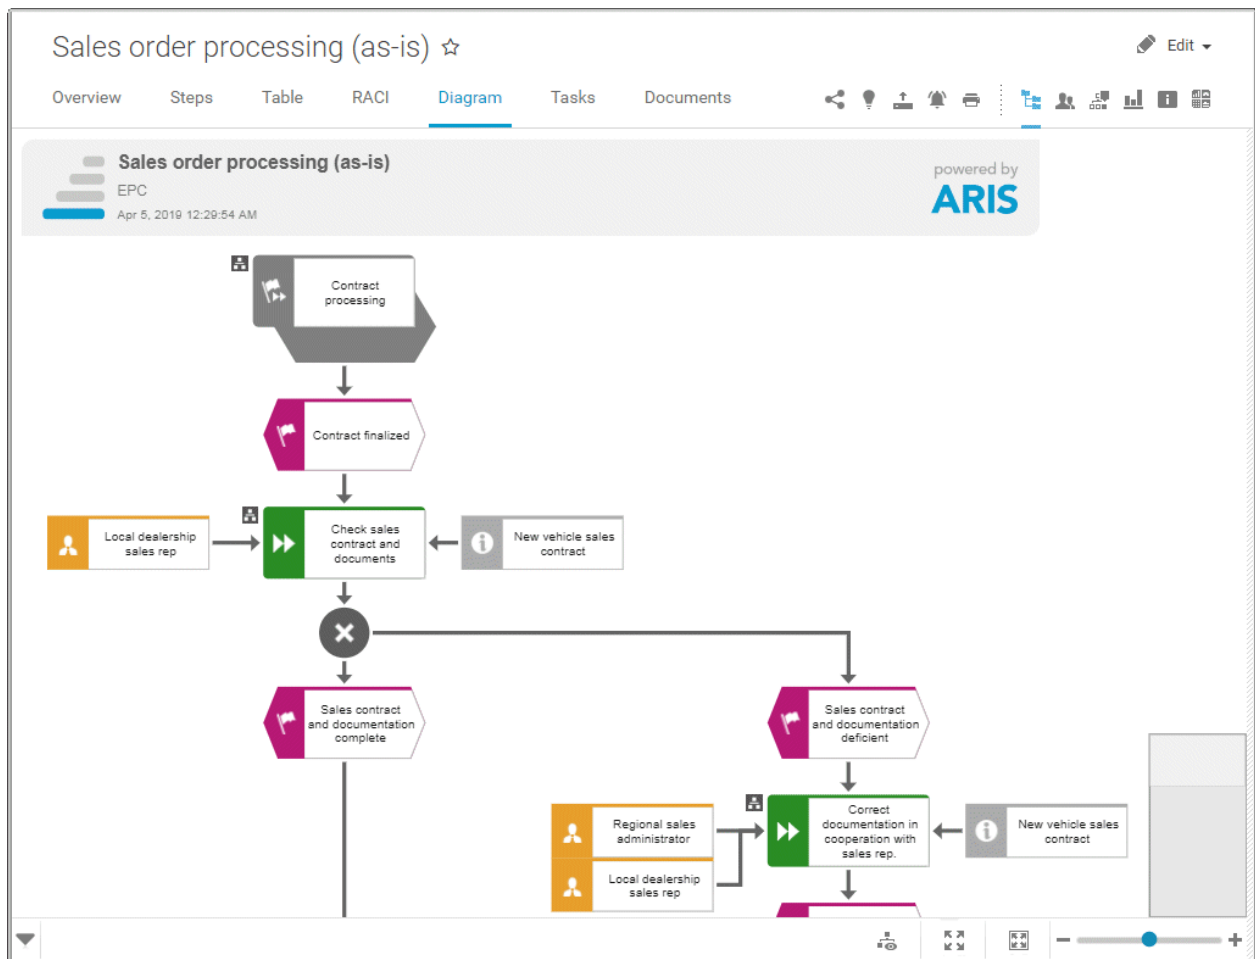 Sales order processing (as-is)
Edit
Overview
Steps
Table
RACI
Diagram
Tasks
Documents
Sales order processing (as-is)
EPC
Apr 5, 2019 12:29:54 AM
powered by
ARIS
Contract
processing
Contract finalized
Local dealership
sales rep
Check sales
contract and
documents
New vehicle sales
contract
Sales contract
and documentation
complete
Sales contract
and documentation
deficient
Regional sales
administrator
Local dealership
sales rep
Correct
documentation in
cooperation with
sales rep.
New vehicle sales
contract